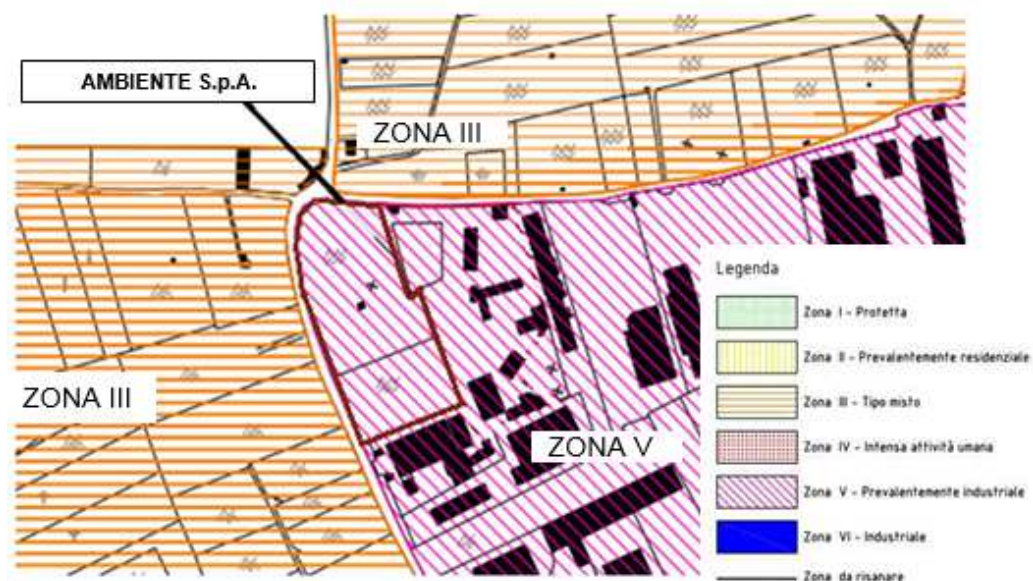 AMBIENTE S.p.A.
ZONA III
ZONA III
ZONA V
Legenda
Zona I - Protetta
Zona II - Prevalentemente residenziale
Zona III - Tipo misto
Zona IV - Intensa attività umana
Zona V - Prevalentemente industriale
Zona VI - Industriale
Zona da risanare